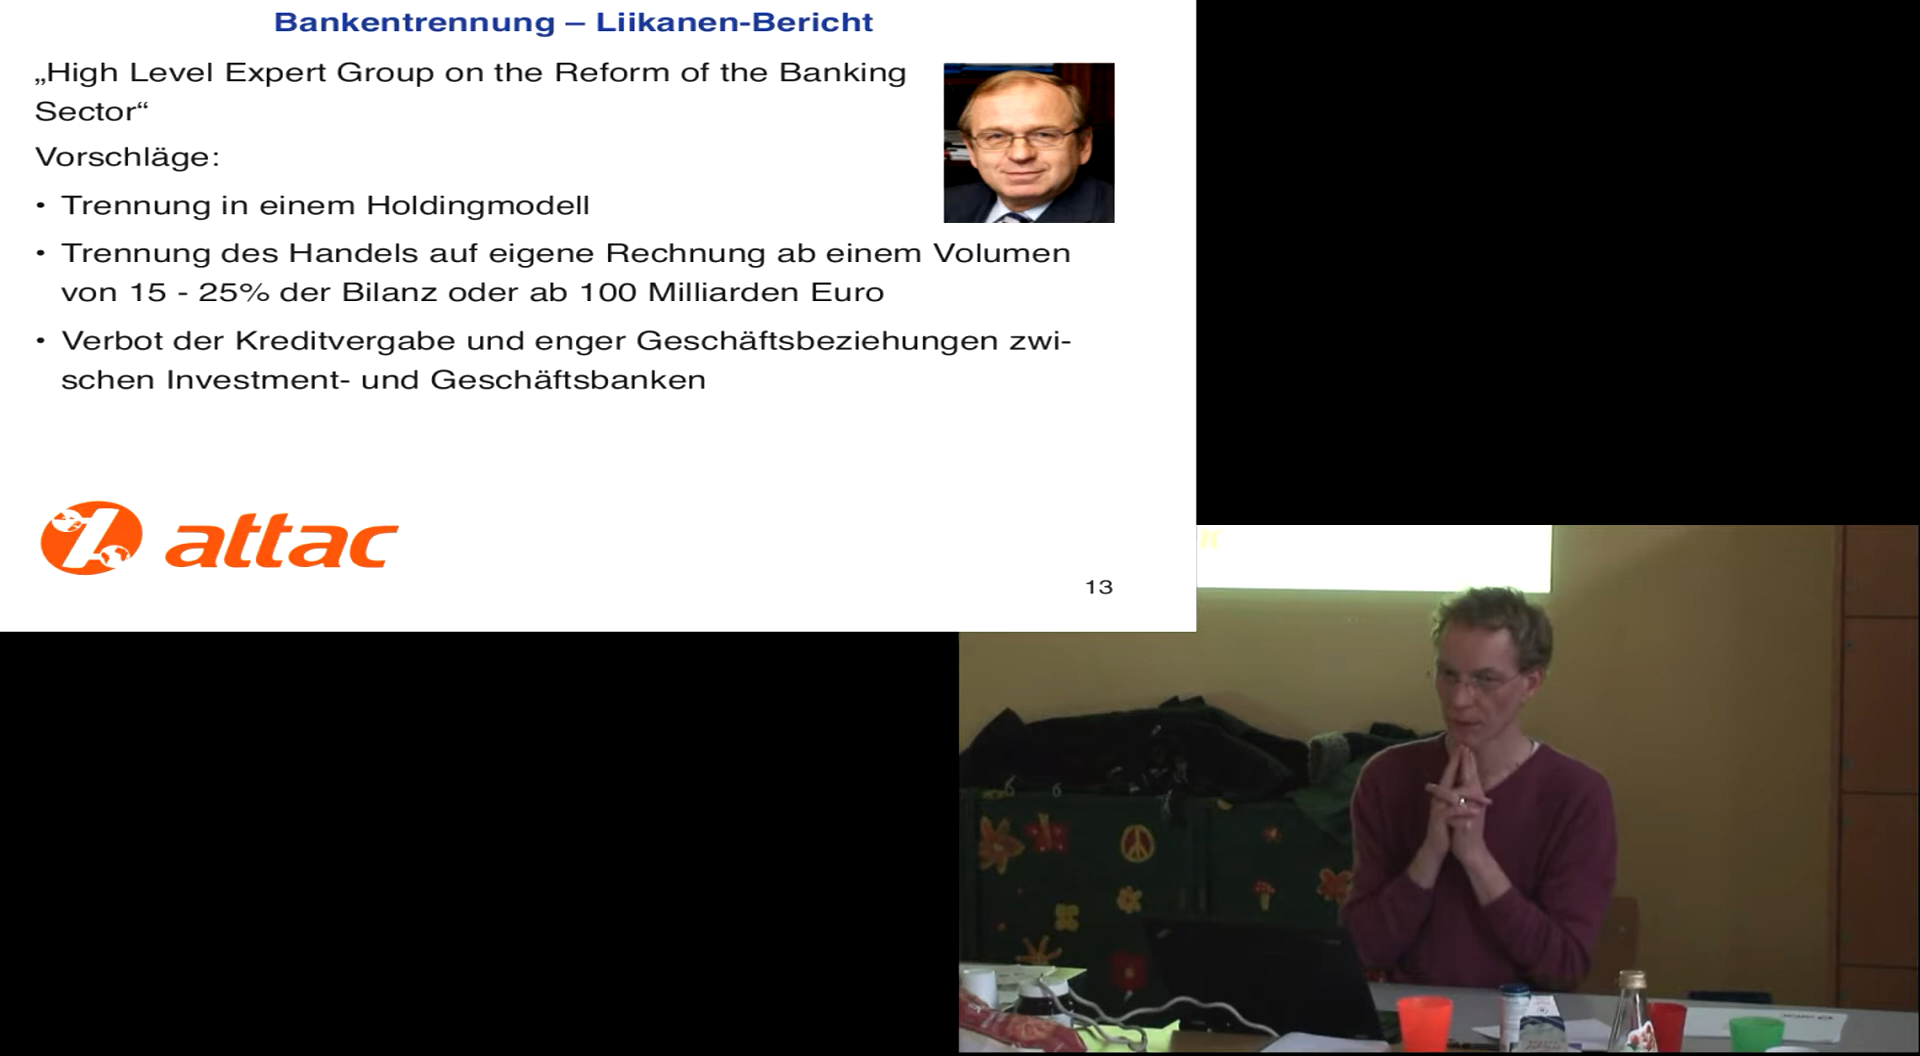 Bankentrennung – Liikanen-Bericht
„High Level Expert Group on the Reform of the Banking
Sector“
Vorschläge:
• Trennung in einem Holdingmodell
• Trennung des Handels auf eigene Rechnung ab einem Volumen
von 15 - 25% der Bilanz oder ab 100 Milliarden Euro
• Verbot der Kreditvergabe und enger Geschäftsbeziehungen zwi-
schen Investment- und Geschäftsbanken
attac
13